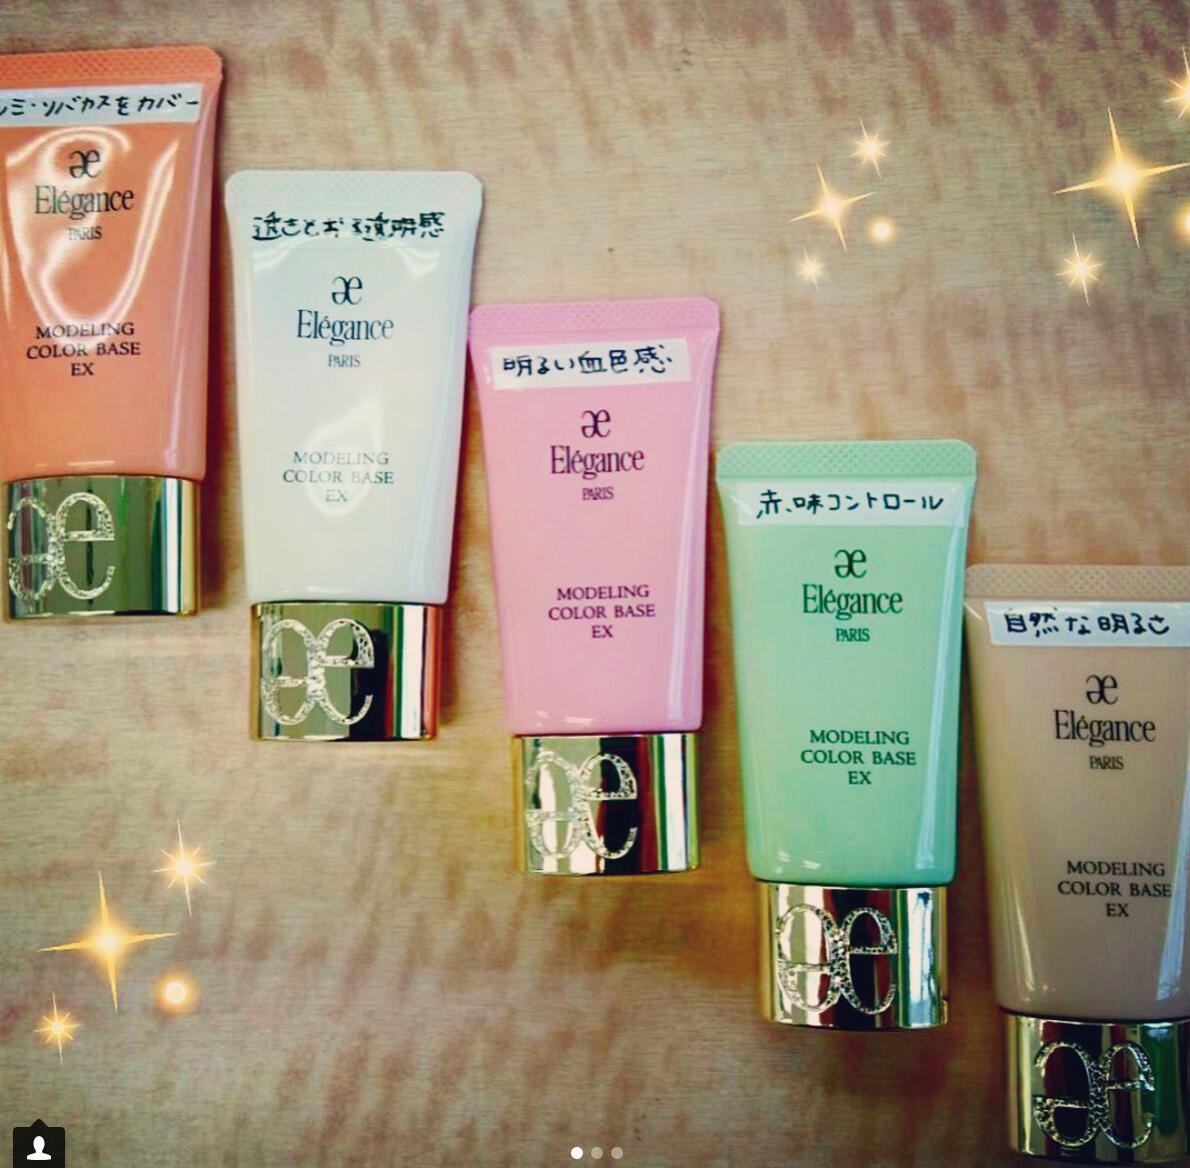 シミ・ソバカスをカバー
æ
Elégance
PARIS
MODELING
COLOR BASE
EX
æ
透きとおる透明感
æ
Elégance
PARIS
MODELING
COLOR BASE
EX
æ
明るい血色感
æ
Elégance
PARIS
MODELING
COLOR BASE
EX
æ
赤味コントロール
æ
Elégance
PARIS
MODELING
COLOR BASE
EX
æ
自然な明るさ
æ
Elégance
PARIS
MODELING
COLOR BASE
EX
æ